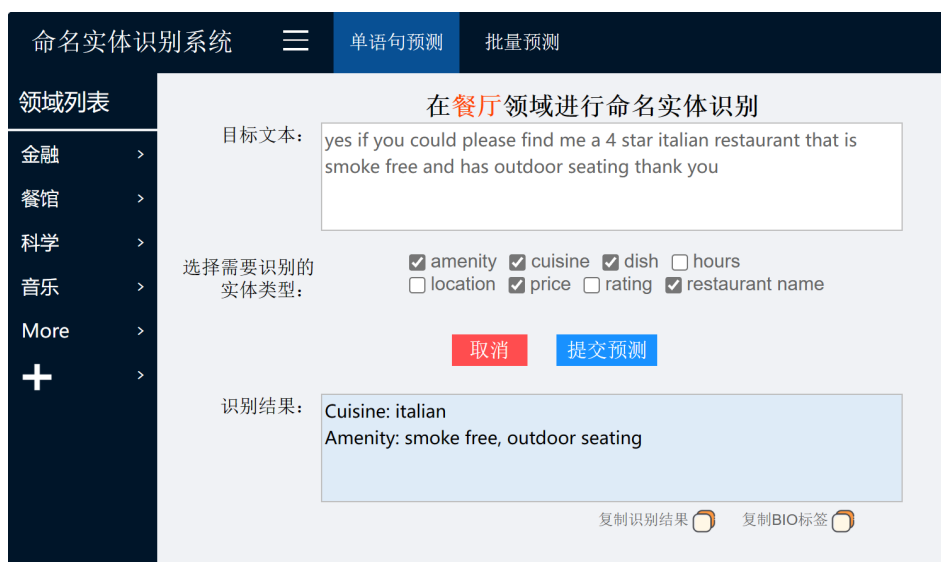 命名实体识别系统 单语句预测 批量预测
领域列表
金融
餐馆
科学
音乐
More
在餐厅领域进行命名实体识别
目标文本：
yes if you could please find me a 4 star italian restaurant that is
smoke free and has outdoor seating thank you
选择需要识别的
实体类型：
amenity cuisine dish hours
location price rating restaurant name
取消 提交预测
识别结果：
Cuisine: italian
Amenity: smoke free, outdoor seating
复制识别结果 复制BIO标签